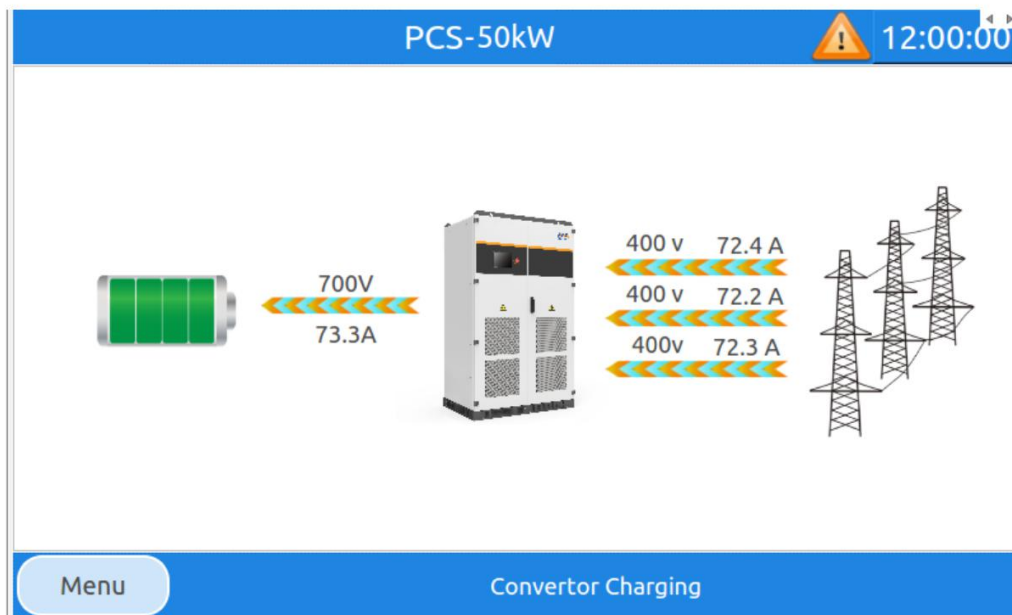 PCS-50kW
12:00:00
400 v 72.4 A
700V
400 v 72.2 A
73.3A
400v 72.3 A
Menu
Convertor Charging